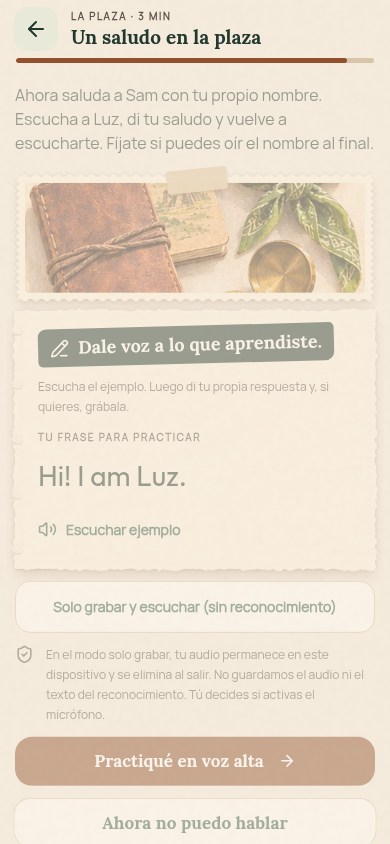 LA PLAZA · 3 MIN
Un saludo en la plaza
Ahora saluda a Sam con tu propio nombre.
Escucha a Luz, di tu saludo y vuelve a
escucharte. Fíjate si puedes oír el nombre al final.
Dale voz a lo que aprendiste.
Escucha el ejemplo. Luego di tu propia respuesta y, si
quieres, grábala.
TU FRASE PARA PRACTICAR
Hi! I am Luz.
Escuchar ejemplo
Solo grabar y escuchar (sin reconocimiento)
En el modo solo grabar, tu audio permanece en este
dispositivo y se elimina al salir. No guardamos el audio ni el
texto del reconocimiento. Tú decides si activas el
micrófono.
Practiqué en voz alta
Ahora no puedo hablar